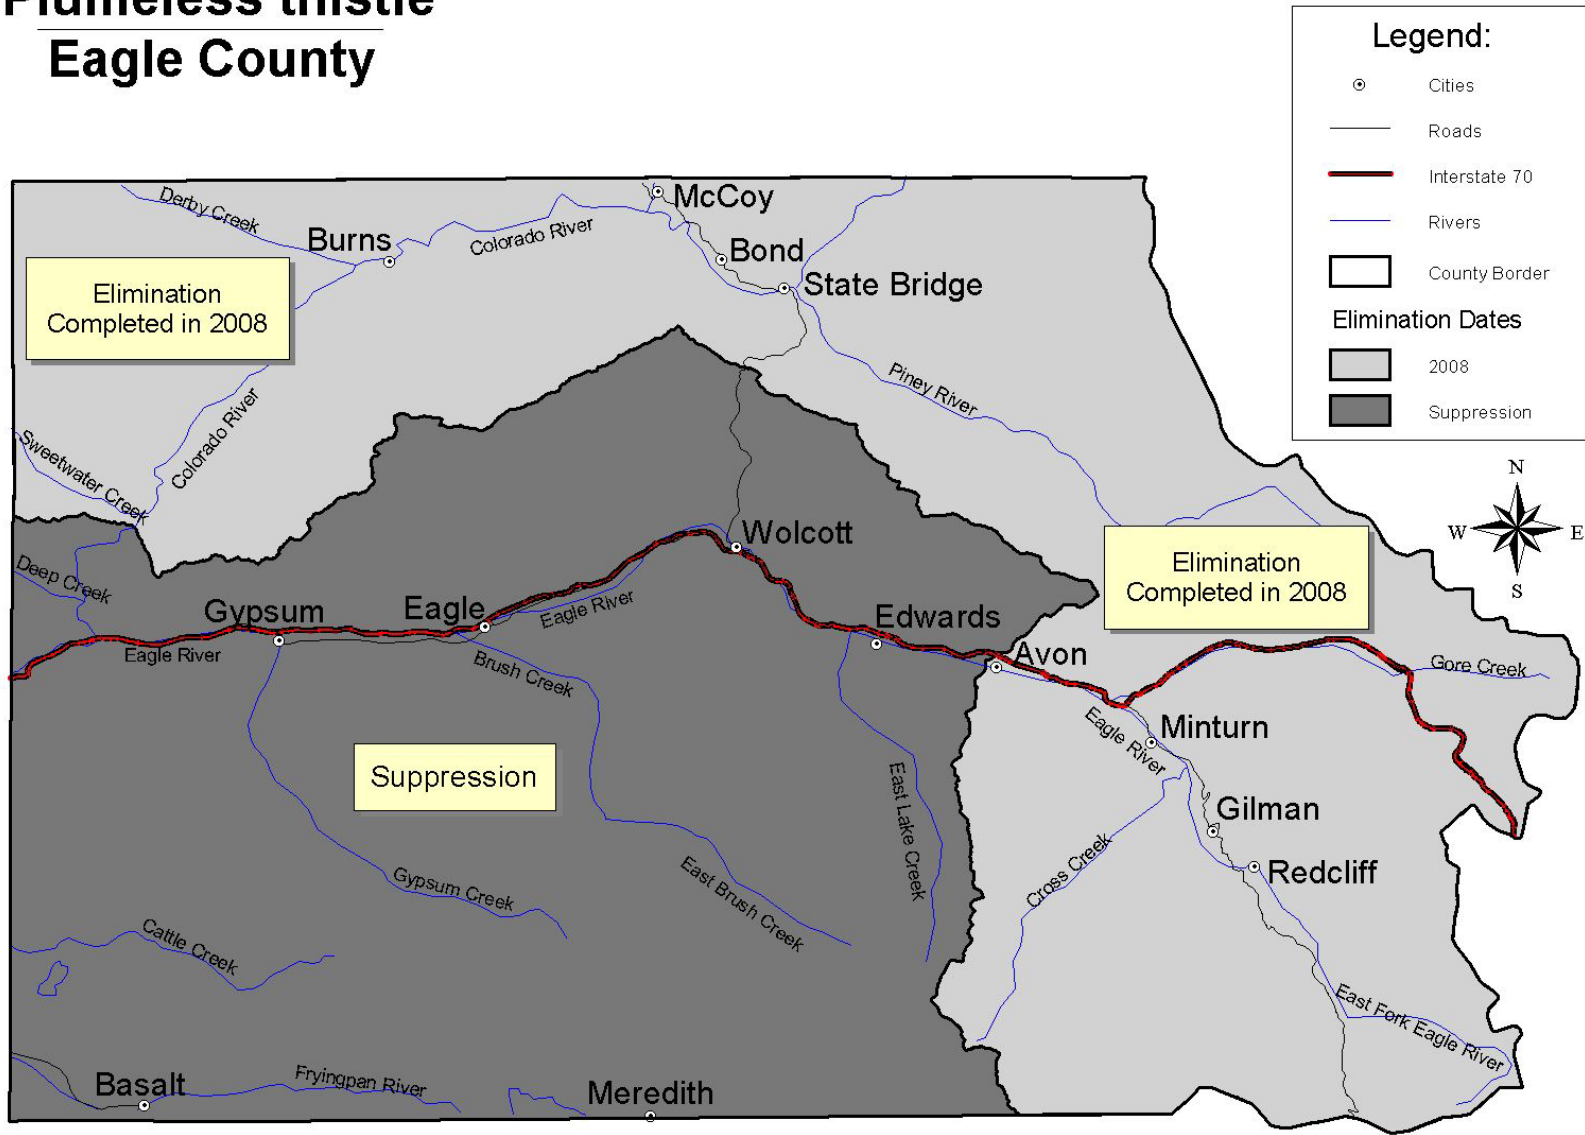 Plumeless thistle
Eagle County
Legend:
Cities
Roads
Interstate 70
Rivers
County Border
Elimination Dates
2008
Suppression
N
W
E
S
Derby Creek
McCoy
Burns
Colorado River
Bond
State Bridge
Elimination
Completed in 2008
Piney River
Colorado River
Sweetwater Creek
Wolcott
Elimination
Completed in 2008
Deep Creek
Gypsum
Eagle
Eagle River
Edwards
Eagle River
Brush Creek
Avon
Gore Creek
Eagle River
Minturn
Suppression
East Lake Creek
Gilman
Cross Creek
Redcliff
Gypsum Creek
East Brush Creek
Cattle Creek
East Fork Eagle River
Basalt
Fryingpan River
Meredith